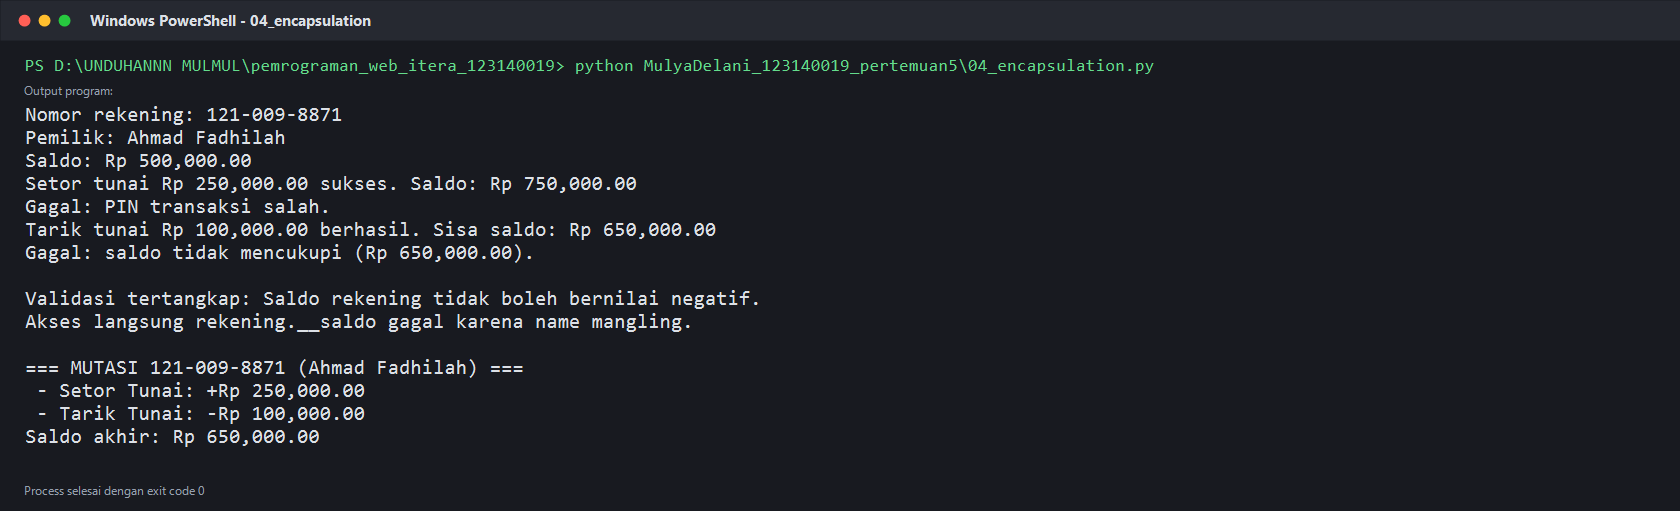 Windows PowerShell - 04_encapsulation
PS D:\UNDUHANNN MULMUL\pemrograman_web_itera_123140019> python MulyaDelani_123140019_pertemuan5\04_encapsulation.py
Output program:
Nomor rekening: 121-009-8871
Pemilik: Ahmad Fadhilah
Saldo: Rp 500,000.00
Setor tunai Rp 250,000.00 sukses. Saldo: Rp 750,000.00
Gagal: PIN transaksi salah.
Tarik tunai Rp 100,000.00 berhasil. Sisa saldo: Rp 650,000.00
Gagal: saldo tidak mencukupi (Rp 650,000.00).
Validasi tertangkap: Saldo rekening tidak boleh bernilai negatif.
Akses langsung rekening.__saldo gagal karena name mangling.
=== MUTASI 121-009-8871 (Ahmad Fadhilah) ===
- Setor Tunai: +Rp 250,000.00
- Tarik Tunai: -Rp 100,000.00
Saldo akhir: Rp 650,000.00
Process selesai dengan exit code 0